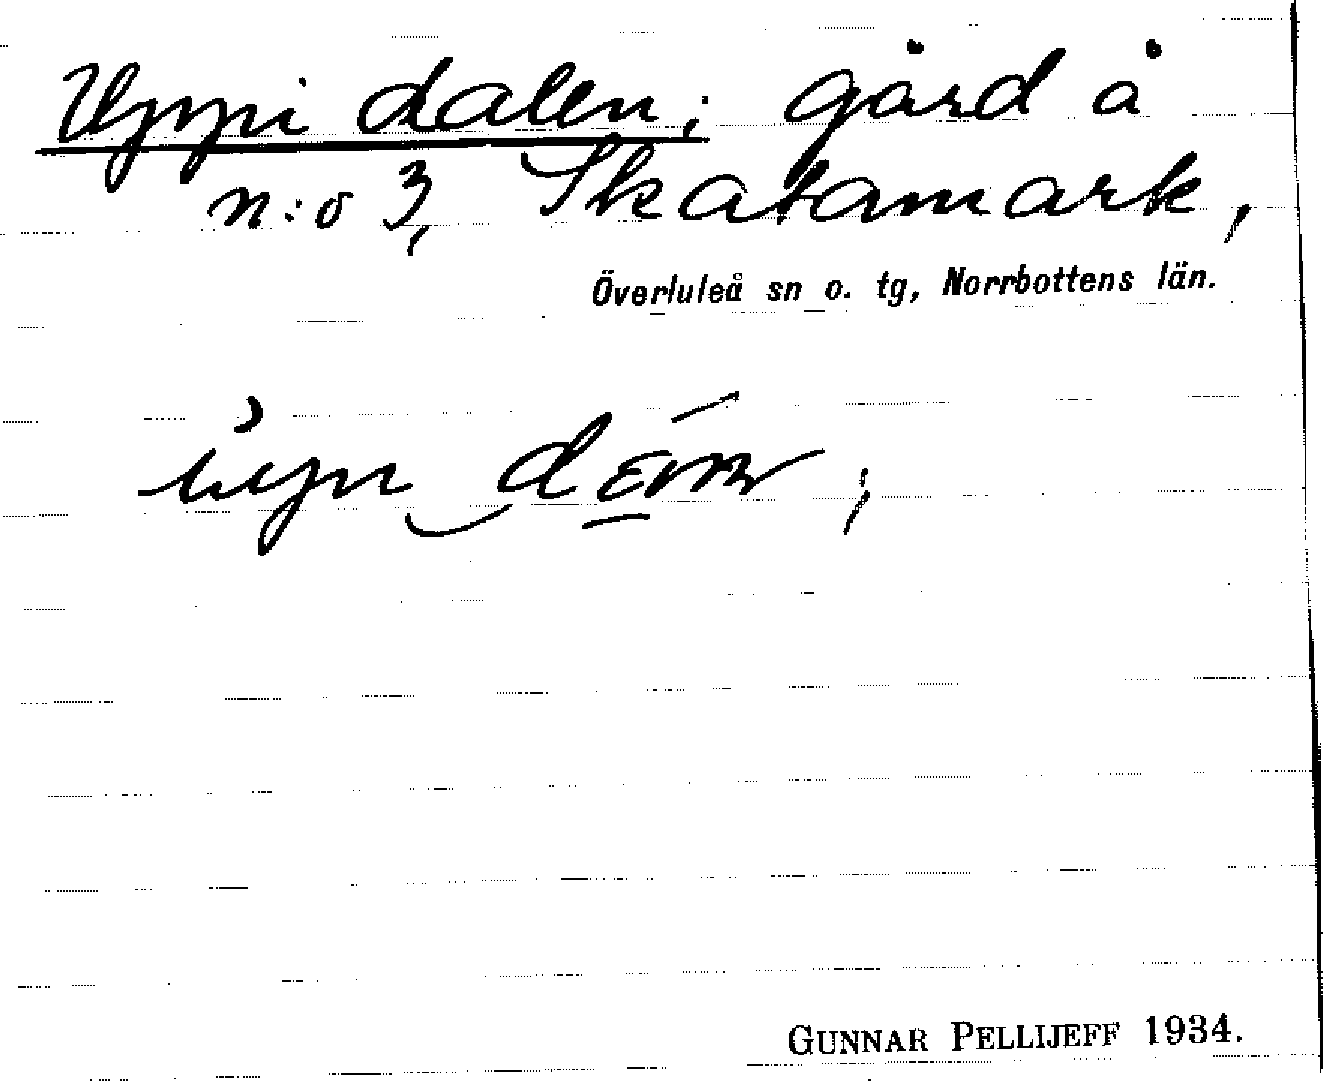 Uppi dalen; gård å
n:o 3, Skatamark,
Överluleå sn o. tg, Norrbottens län.
GUNNAR PELLIJEFF 1934.